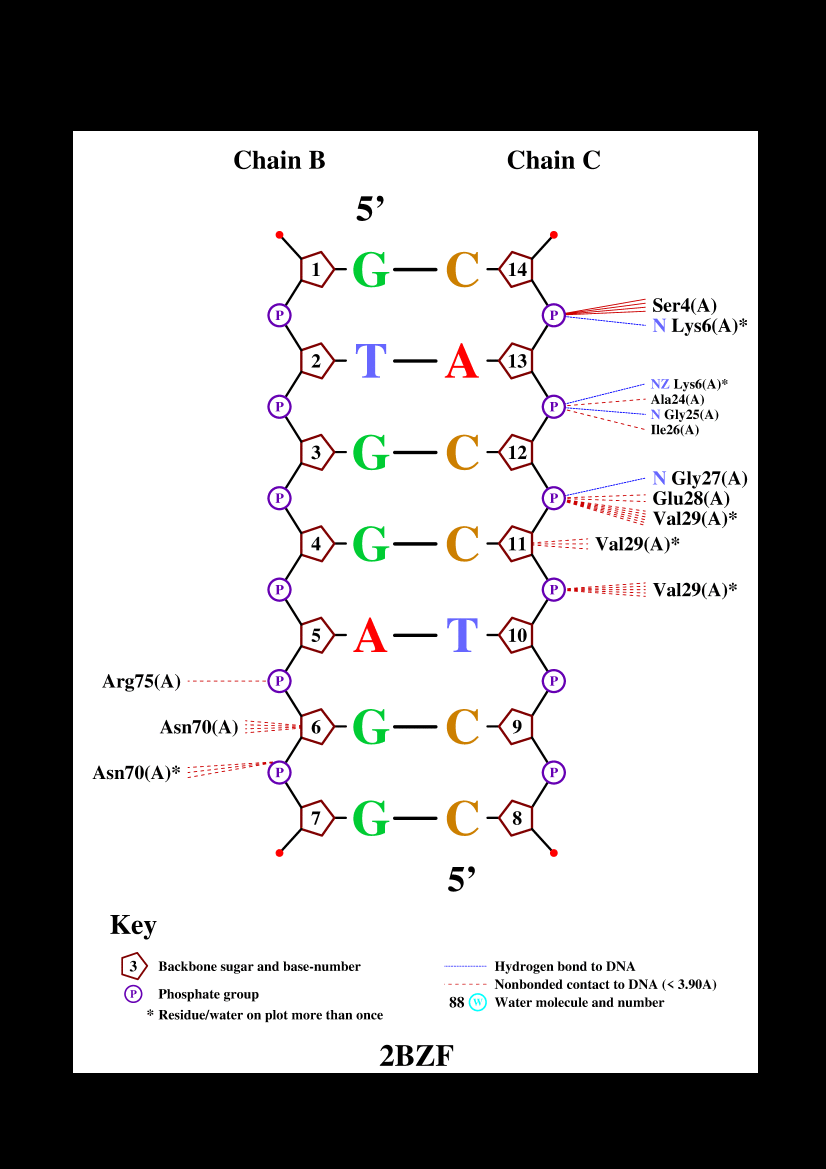 Chain B Chain C
5’
1 G C 14
P P Ser4(A)
N Lys6(A)*
2 T A 13
NZ Lys6(A)*
P P Ala24(A)
N Gly25(A)
Ile26(A)
3 G C 12
N Gly27(A)
P P Glu28(A)
Val29(A)*
4 G C 11 Val29(A)*
P P Val29(A)*
5 A T 10
Arg75(A) P P
Asn70(A) 6 G C 9
Asn70(A)* P P
7 G C 8
5’
Key
3 Backbone sugar and base-number
P Phosphate group
* Residue/water on plot more than once
Hydrogen bond to DNA
Nonbonded contact to DNA (< 3.90A)
88 W Water molecule and number
2BZF